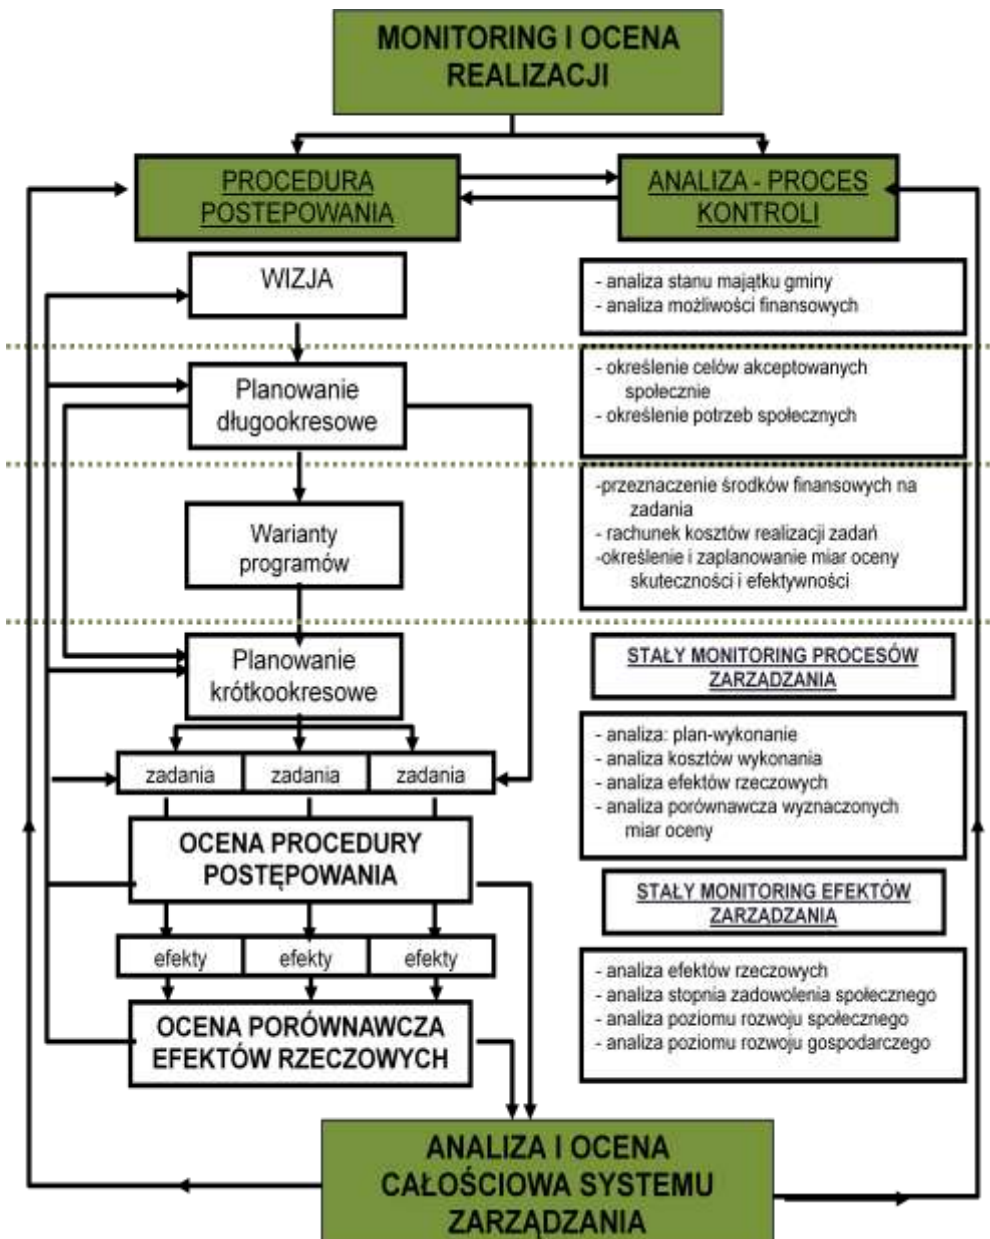 MONITORING I OCENA
REALIZACJI
PROCEDURA
POSTEPOWANIA
ANALIZA - PROCES
KONTROLI
WIZJA
- analiza stanu majątku gminy
- analiza możliwości finansowych
Planowanie
długookresowe
- określenie celów akceptowanych
społecznie
- określenie potrzeb społecznych
Warianty
programów
-przeznaczenie środków finansowych na
zadania
- rachunek kosztów realizacji zadań
-określenie i zaplanowanie miar oceny
skuteczności i efektywności
Planowanie
krótkookresowe
STAŁY MONITORING PROCESÓW
ZARZĄDZANIA
zadania zadania zadania
- analiza: plan-wykonanie
- analiza kosztów wykonania
- analiza efektów rzeczowych
- analiza porównawcza wyznaczonych
miar oceny
OCENA PROCEDURY
POSTĘPOWANIA
STAŁY MONITORING EFEKTÓW
ZARZĄDZANIA
efekty efekty efekty
- analiza efektów rzeczowych
- analiza stopnia zadowolenia społecznego
- analiza poziomu rozwoju społecznego
- analiza poziomu rozwoju gospodarczego
OCENA PORÓWNAWCZA
EFEKTÓW RZECZOWYCH
ANALIZA I OCENA
CAŁOŚCIOWA SYSTEMU
ZARZĄDZANIA